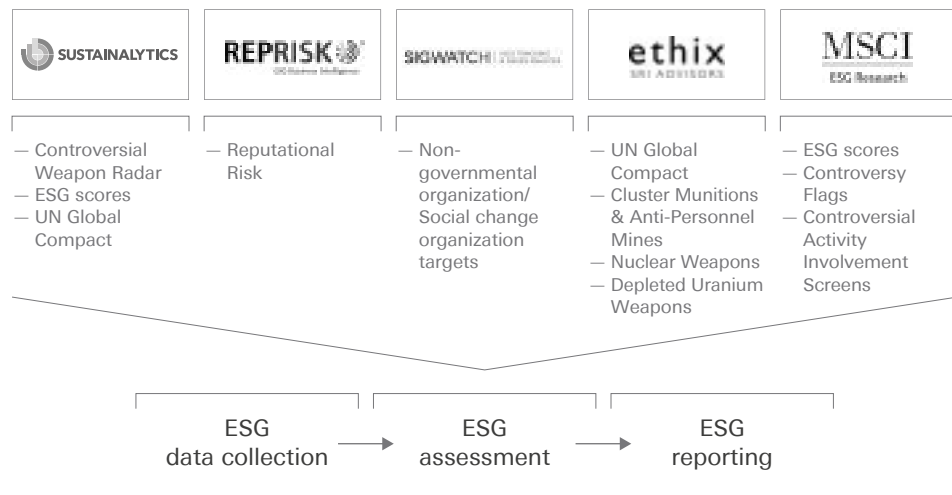 SUSTAINALYTICS
REPRISK
SIGWATCH
ethix
SRI ADVISORS
MSCI
ESG Research
— Controversial
Weapon Radar
— ESG scores
— UN Global
Compact
— Reputational
Risk
— Non-
governmental
organization/
Social change
organization
targets
— UN Global
Compact
— Cluster Munitions
& Anti-Personnel
Mines
— Nuclear Weapons
— Depleted Uranium
Weapons
— ESG scores
— Controversy
Flags
— Controversial
Activity
Involvement
Screens
ESG
data collection
ESG
assessment
ESG
reporting